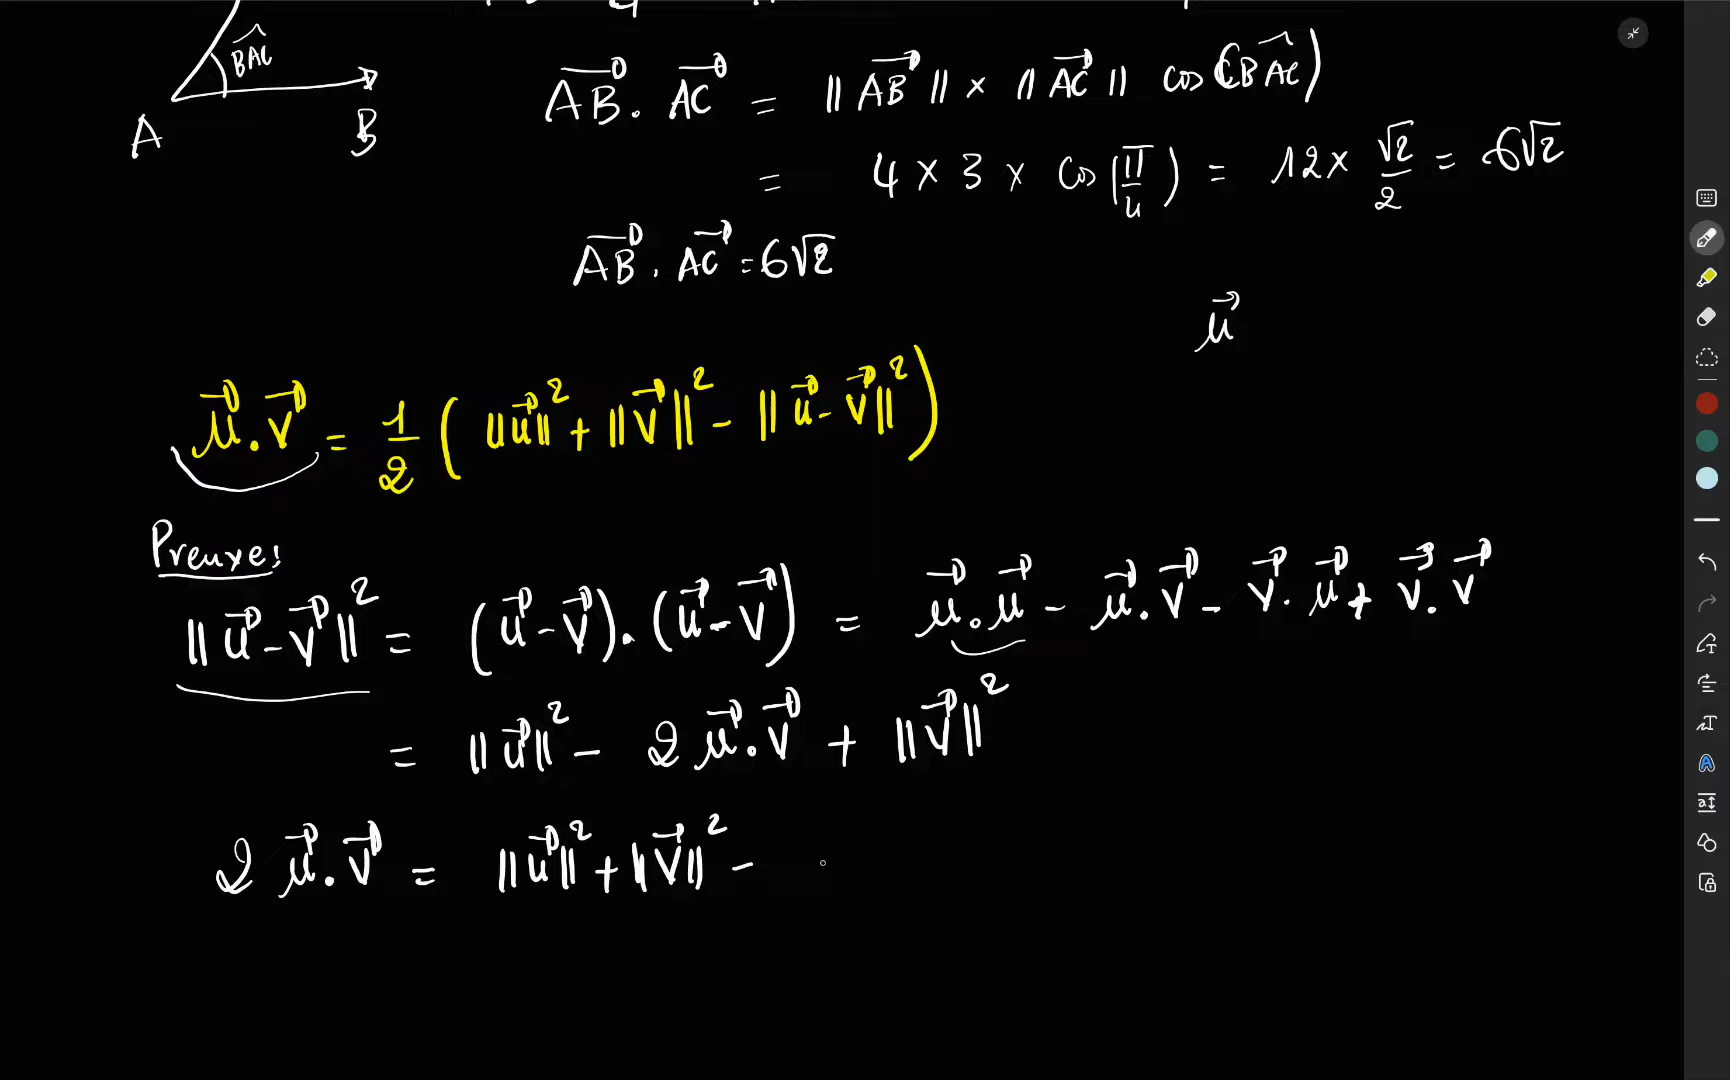 BAC
A
B
AB . AC = || AB || × || AC || cos (BAC)
= 4 × 3 × cos (π/4) = 12 × √2/2 = 6√2
AB . AC = 6√2
u
u . v = 1/2 ( ||u||² + ||v||² - ||u - v||² )
Preuve:
||u - v||² = (u - v) . (u - v) = u . u - u . v - v . u + v . v
= ||u||² - 2 u . v + ||v||²
2 u . v = ||u||² + ||v||² -